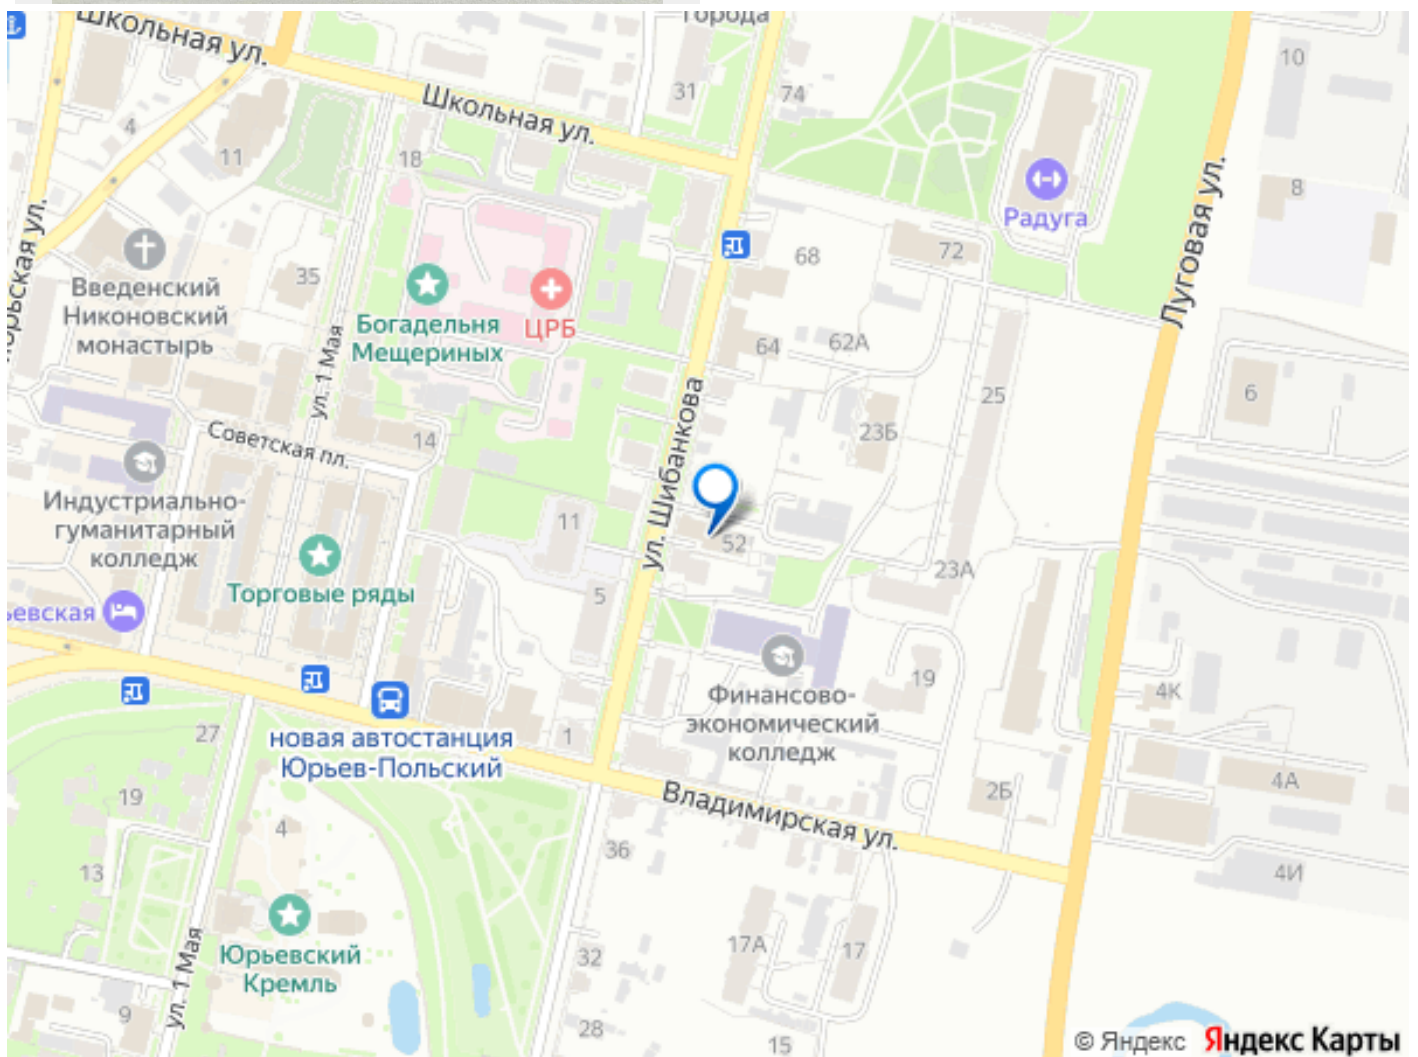 Школьная ул.
города
10
31
74
Школьная ул.
4
11
18
8
Радуга
Луговая ул.
68
72
35
Введенский
Никоновский
монастырь
Богадельня
Мещериных
ЦРБ
ул. 1 Мая
64
62А
25
6
ул. Шибанкова
Советская пл.
14
23Б
Индустриально-
гуманитарный
колледж
11
52
Торговые ряды
5
23А
19
4К
Финансово-
экономический
колледж
новая автостанция
Юрьев-Польский
27
1
19
2Б
4А
Владимирская ул.
4
36
13
4И
Юрьевский
Кремль
ул. 1 Мая
32
17А
17
9
28
15
© Яндекс Яндекс Карты